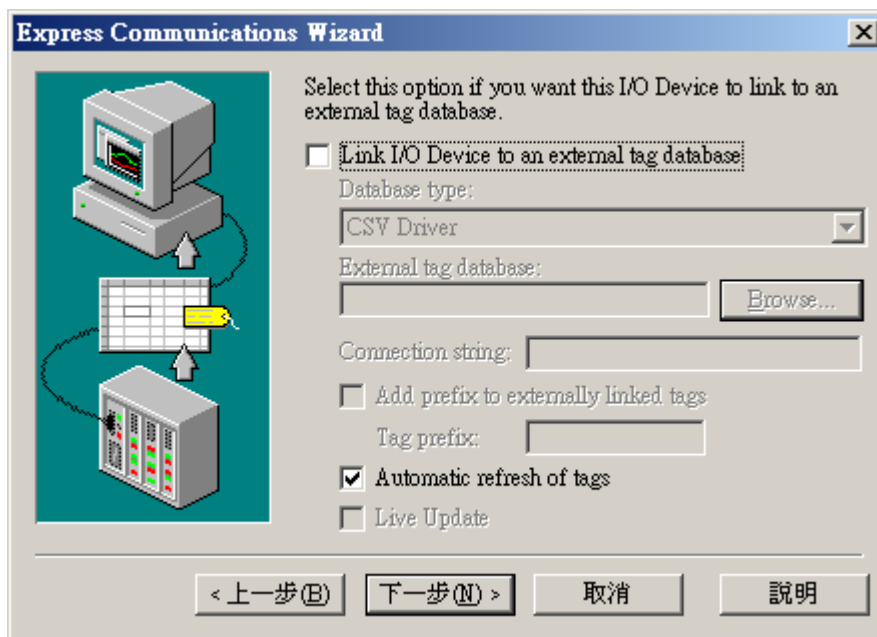 Express Communications Wizard
Select this option if you want this I/O Device to link to an
external tag database.
Link I/O Device to an external tag database
Database type:
CSV Driver
External tag database:
Browse...
Connection string:
Add prefix to externally linked tags
Tag prefix:
Automatic refresh of tags
Live Update
< 上一步(B) 下一步(N) > 取消 說明